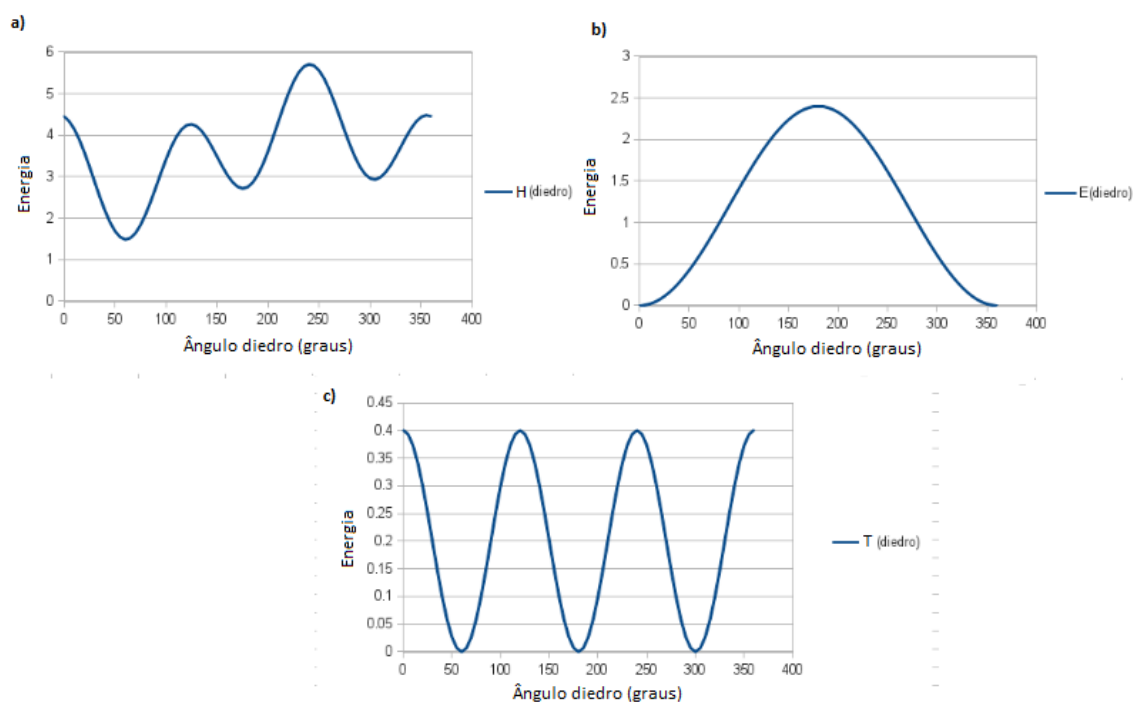 a)
6
5
4
3
2
1
0
Energia
0 50 100 150 200 250 300 350 400
Ângulo diedro (graus)
H (diedro)
b)
3
2.5
2
1.5
1
0.5
0
Energia
0 50 100 150 200 250 300 350 400
Ângulo diedro (graus)
E(diedro)
c)
0.45
0.4
0.35
0.3
0.25
0.2
0.15
0.1
0.05
0
Energia
0 50 100 150 200 250 300 350 400
Ângulo diedro (graus)
T (diedro)